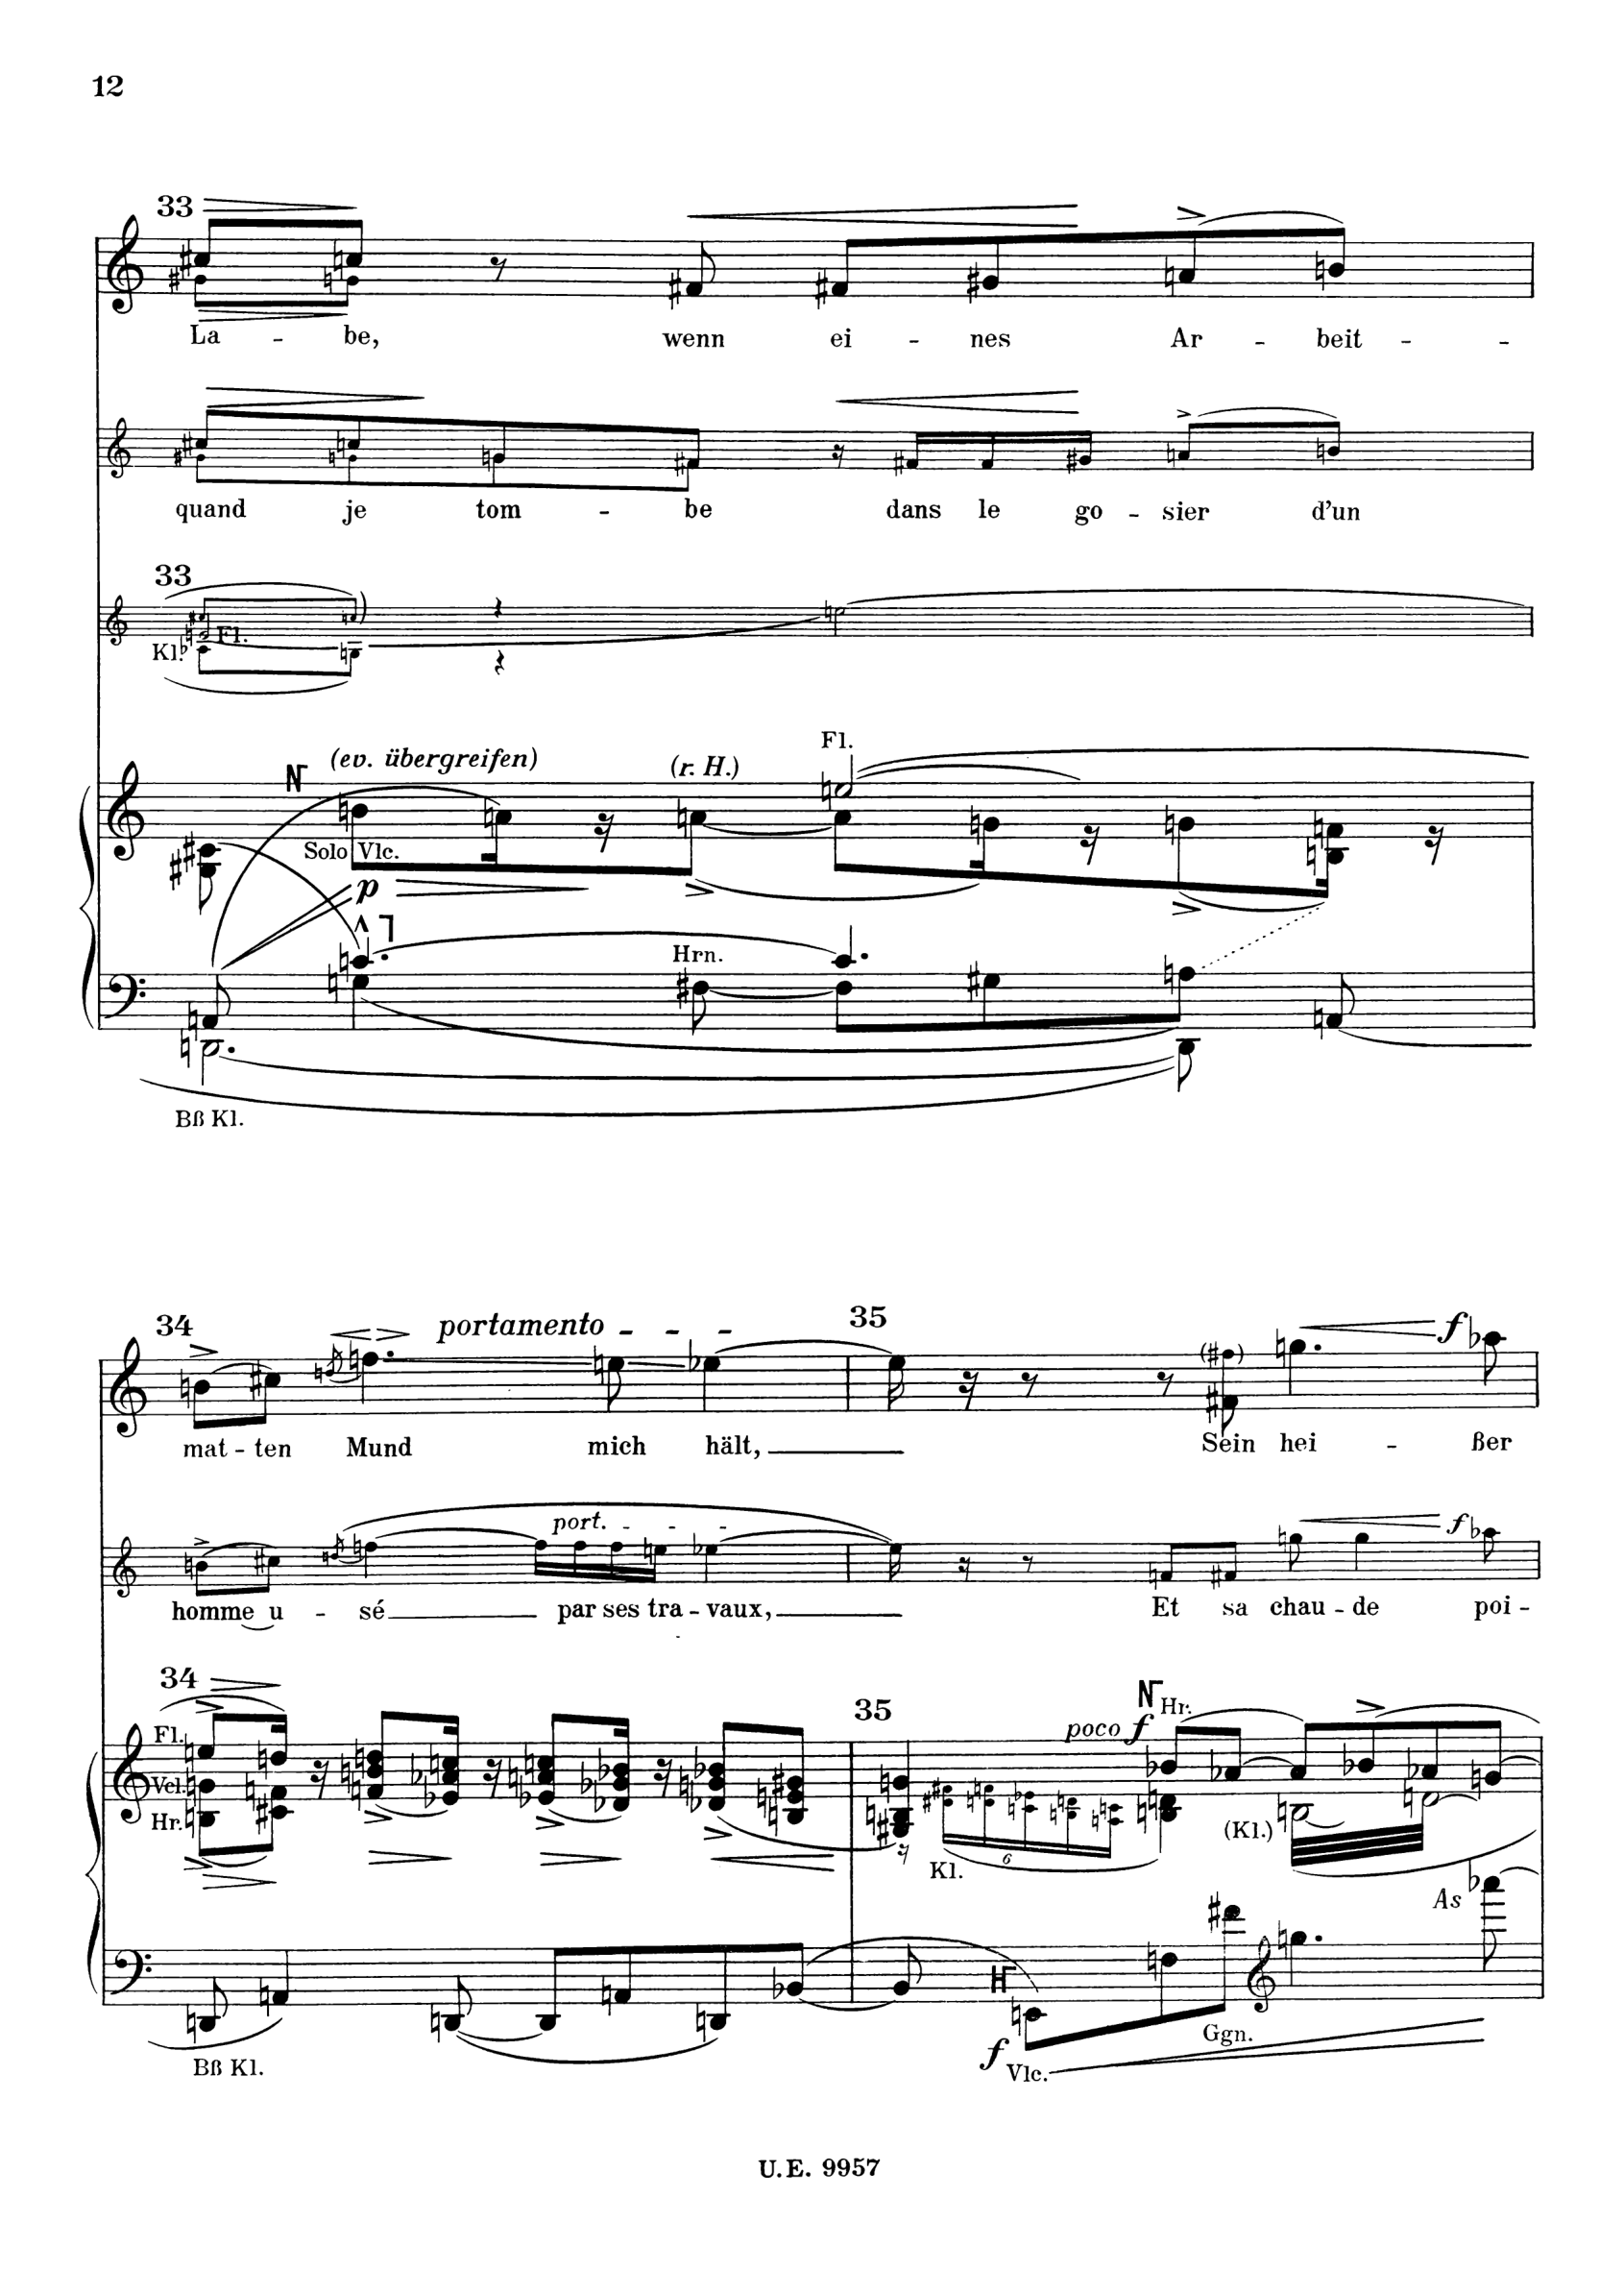 12
33
La - be, wenn ei - nes Ar - beit -
quand je tom - be dans le go - sier d'un
33
Fl.
Kl.
Fl.
(ev. übergreifen) (r. H.)
Solo Vlc.
p
Hrn.
Bß Kl.
34 portamento - - - 35
f
mat - ten Mund mich hält, Sein hei - ßer
port. - - -
f
homme u - sé par ses tra - vaux, Et sa chau - de poi -
34
35
Hr.
poco f
Fl.
Vcl.
Hr.
(Kl.)
6
Kl.
As
Ggn.
f
Vlc.
Bß Kl.
U.E. 9957